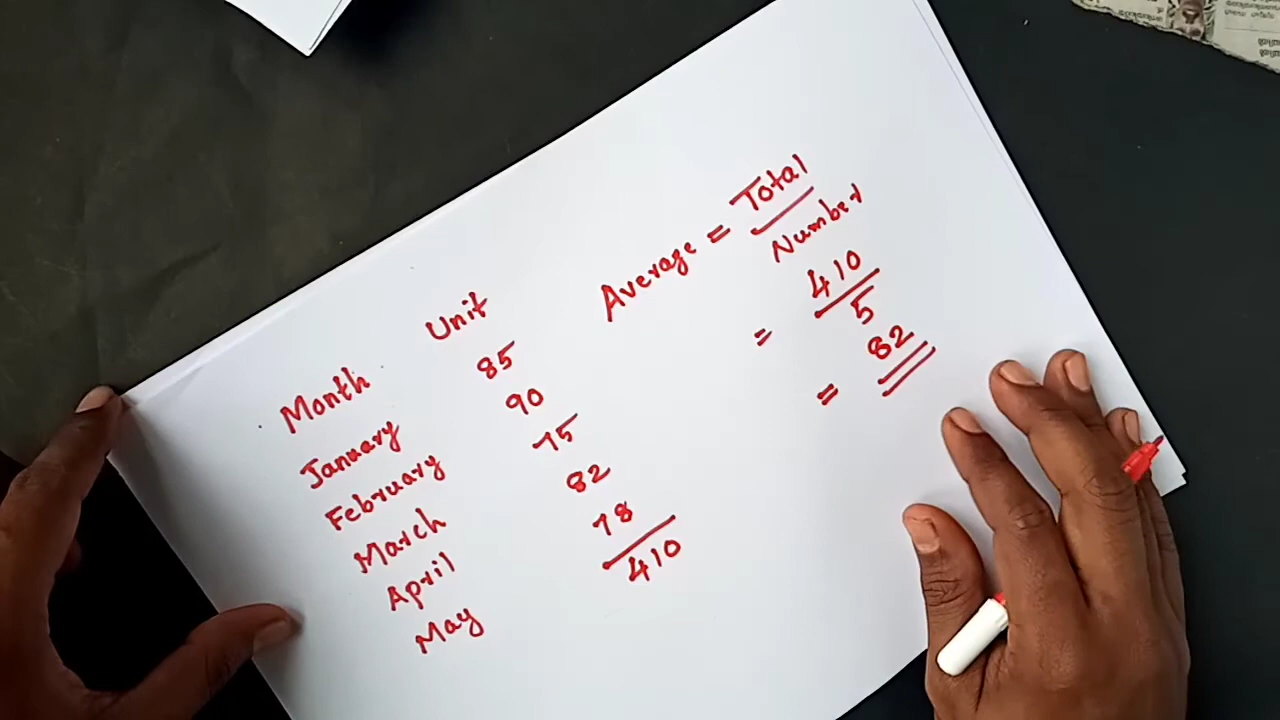 Month Unit
January 85
February 90
March 75
April 82
May 78
410
Average = Total
Number
= 410
5
= 82